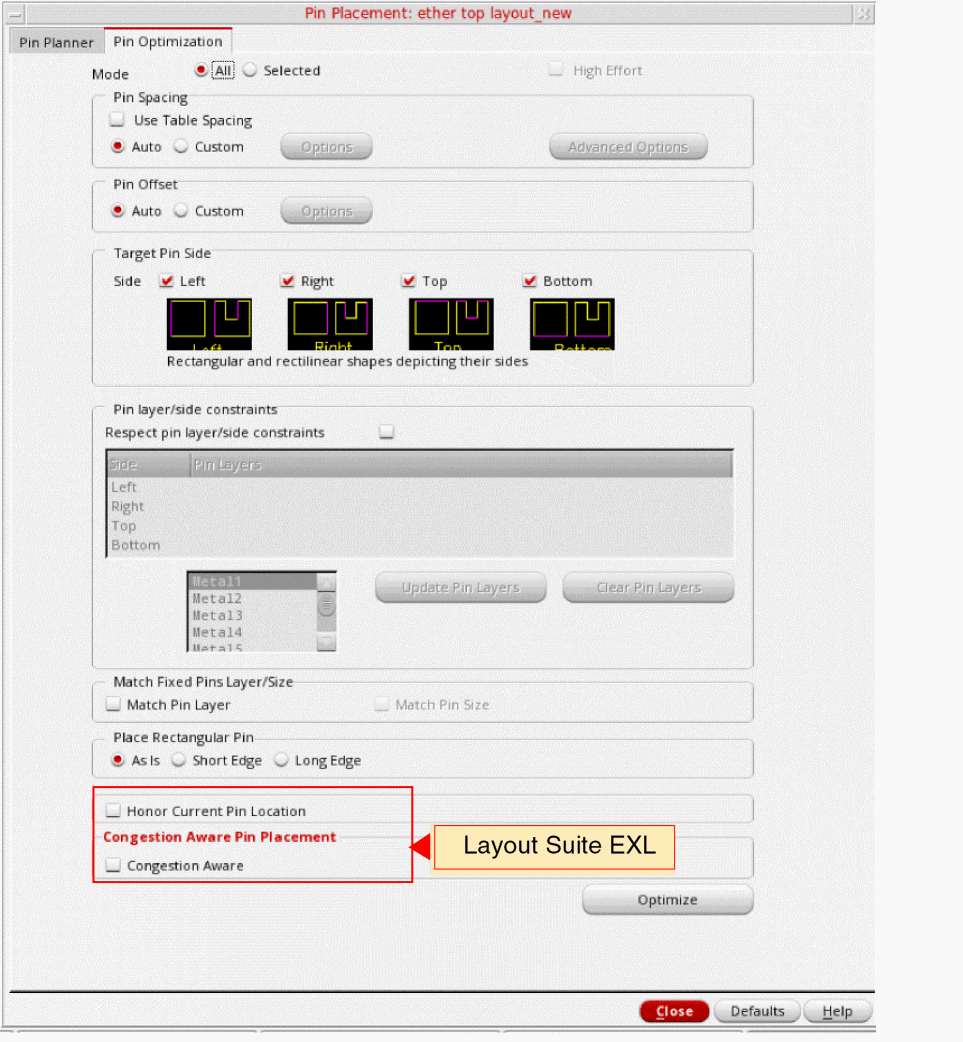 Pin Placement: ether top layout_new
Pin Planner Pin Optimization
Mode All Selected High Effort
Pin Spacing
Use Table Spacing
Auto Custom Options Advanced Options
Pin Offset
Auto Custom Options
Target Pin Side
Side Left Right Top Bottom
Left Right Top Bottom
Rectangular and rectilinear shapes depicting their sides
Pin layer/side constraints
Respect pin layer/side constraints
Side Pin Layers
Left
Right
Top
Bottom
Metal1
Metal2
Metal3
Metal4
Metal5
Update Pin Layers Clear Pin Layers
Match Fixed Pins Layer/Size
Match Pin Layer Match Pin Size
Place Rectangular Pin
As Is Short Edge Long Edge
Honor Current Pin Location
Congestion Aware Pin Placement
Layout Suite EXL
Congestion Aware
Optimize
Close Defaults Help